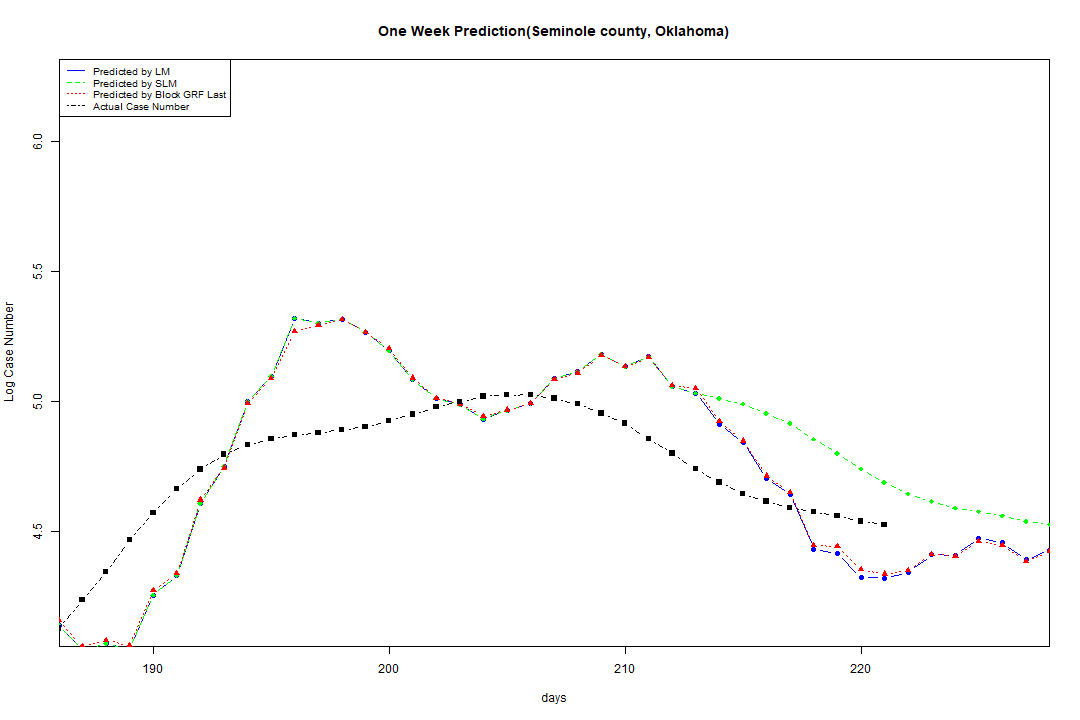 One Week Prediction(Seminole county, Oklahoma)
Predicted by LM
Predicted by SLM
Predicted by Block GRF Last
Actual Case Number
6.0
5.5
5.0
4.5
Log Case Number
190 200 210 220
days